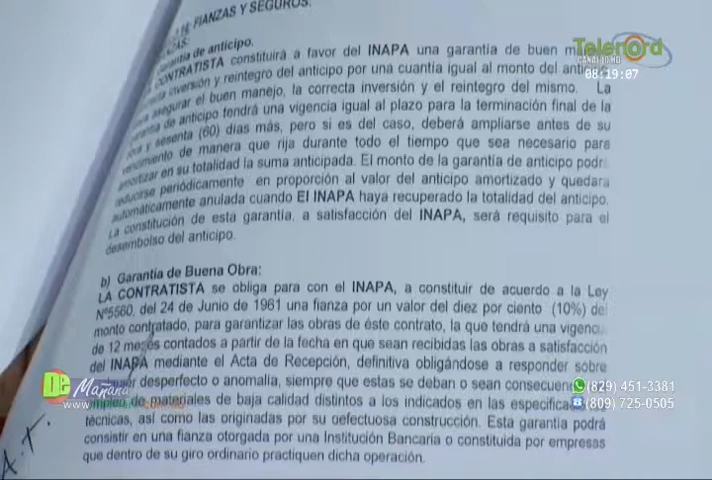 FIANZAS Y SEGUROS.
Telenord
CANAL 10 HD
08:19:07
garantía de anticipo.
CONTRATISTA constituirá a favor del INAPA una garantía de buen
inversión y reintegro del anticipo por una cuantía igual al monto del
asegurar el buen manejo, la correcta inversión y el reintegro del mismo. La
de anticipo tendrá una vigencia igual al plazo para la terminación final de la
y sesenta (60) días más, pero si es del caso, deberá ampliarse antes de su
vencimiento de manera que rija durante todo el tiempo que sea necesario para
amortizar en su totalidad la suma anticipada. El monto de la garantía de anticipo podr
reducirse periódicamente en proporción al valor del anticipo amortizado y quedara
automáticamente anulada cuando El INAPA haya recuperado la totalidad del anticipo.
La constitución de esta garantía, a satisfacción del INAPA, será requisito para el
desembolso del anticipo.
b) Garantía de Buena Obra:
LA CONTRATISTA se obliga para con el INAPA, a constituir de acuerdo a la Ley
Nº5560, del 24 de Junio de 1961 una fianza por un valor del diez por ciento (10%) del
monto contratado, para garantizar las obras de éste contrato, la que tendrá una vigenc
de 12 meses contados a partir de la fecha en que sean recibidas las obras a satisfacción
del INAPA mediante el Acta de Recepción, definitiva obligándose a responder sobre
desperfecto o anomalía, siempre que estas se deban o sean consecuen
empleo de materiales de baja calidad distintos a los indicados en las especifica
técnicas, así como las originadas por su defectuosa construcción. Esta garantía podrá
consistir en una fianza otorgada por una Institución Bancaria o constituida por empresas
que dentro de su giro ordinario practiquen dicha operación.
De Mañana
www.
(829) 451-3381
(809) 725-0505
A.T.